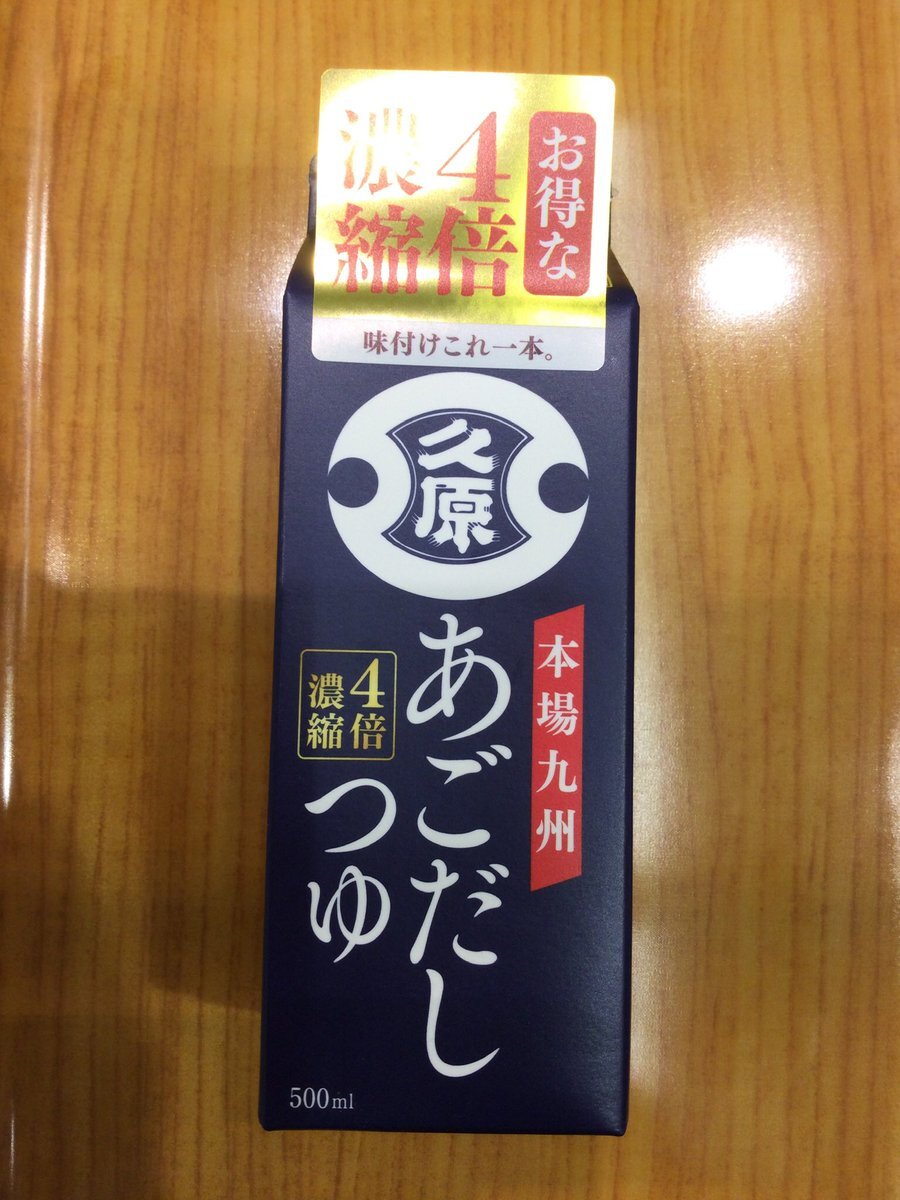 お得な
4倍
濃縮
味付けこれ一本。
久原
本場九州
あごだし
つゆ
4倍
濃縮
500ml